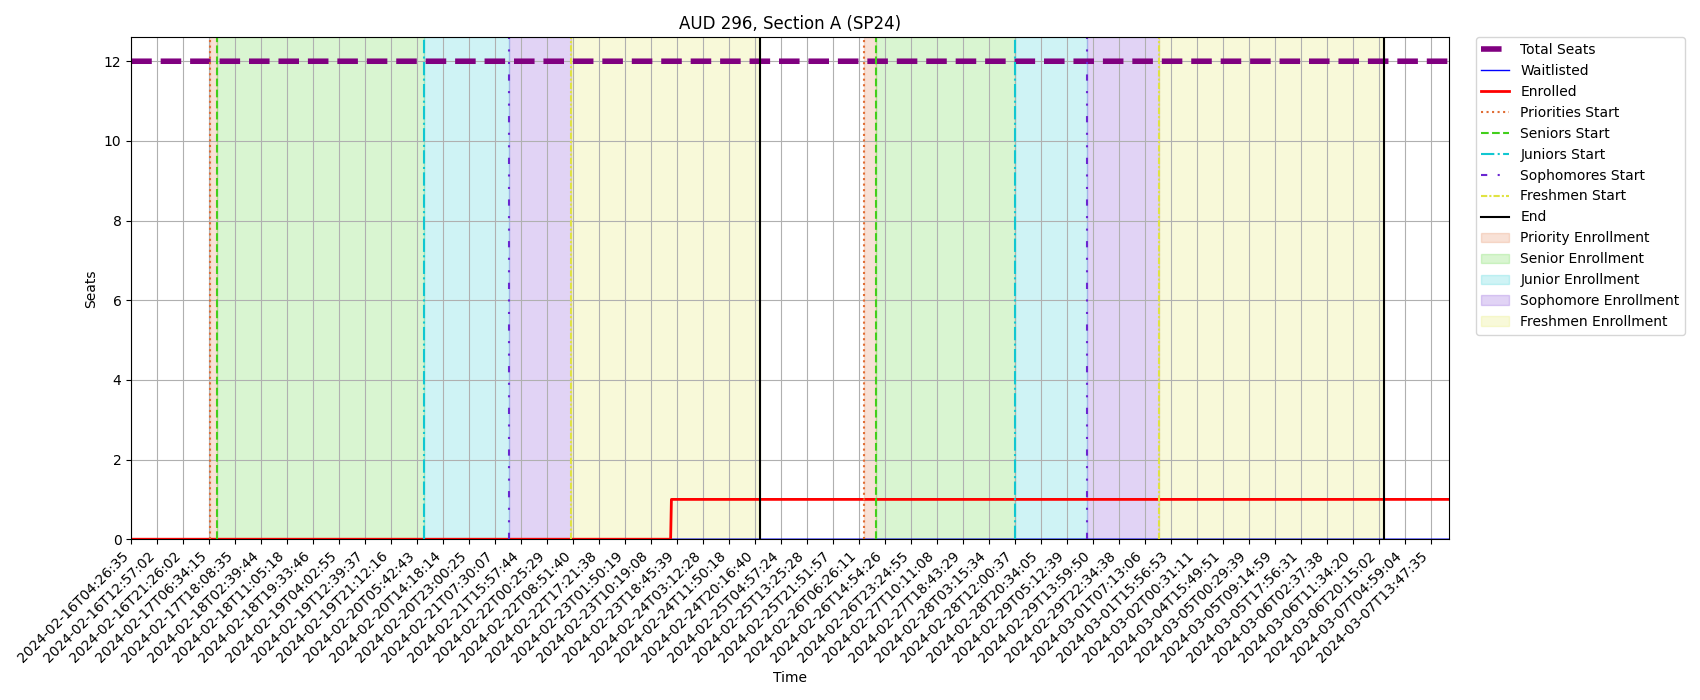 AUD 296, Section A (SP24)
Seats
12
10
8
6
4
2
0
2024-02-16T04:26:35
2024-02-16T12:57:02
2024-02-16T21:26:02
2024-02-17T06:34:15
2024-02-17T18:08:35
2024-02-18T02:39:44
2024-02-18T11:05:18
2024-02-18T19:33:46
2024-02-19T04:02:55
2024-02-19T12:39:37
2024-02-19T21:12:16
2024-02-20T05:42:43
2024-02-20T14:18:14
2024-02-20T23:00:25
2024-02-21T07:30:07
2024-02-21T15:57:44
2024-02-22T00:25:29
2024-02-22T08:51:40
2024-02-22T17:21:38
2024-02-23T01:50:19
2024-02-23T10:19:08
2024-02-23T18:45:39
2024-02-24T03:12:28
2024-02-24T11:50:18
2024-02-24T20:16:40
2024-02-25T04:57:24
2024-02-25T13:25:28
2024-02-25T21:51:57
2024-02-26T06:26:11
2024-02-26T14:54:26
2024-02-26T23:24:55
2024-02-27T10:11:08
2024-02-27T18:43:29
2024-02-28T03:15:34
2024-02-28T12:00:37
2024-02-28T20:34:05
2024-02-29T05:12:39
2024-02-29T13:59:50
2024-02-29T22:34:38
2024-03-01T07:13:06
2024-03-01T15:56:53
2024-03-02T00:31:11
2024-03-04T15:49:51
2024-03-05T00:29:39
2024-03-05T09:14:59
2024-03-05T17:56:31
2024-03-06T02:37:38
2024-03-06T11:34:20
2024-03-06T20:15:02
2024-03-07T04:59:04
2024-03-07T13:47:35
Time
Total Seats
Waitlisted
Enrolled
Priorities Start
Seniors Start
Juniors Start
Sophomores Start
Freshmen Start
End
Priority Enrollment
Senior Enrollment
Junior Enrollment
Sophomore Enrollment
Freshmen Enrollment